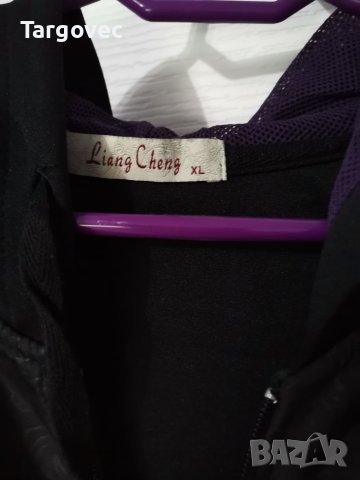 Targovec
Liang Cheng
XL
BAZAR